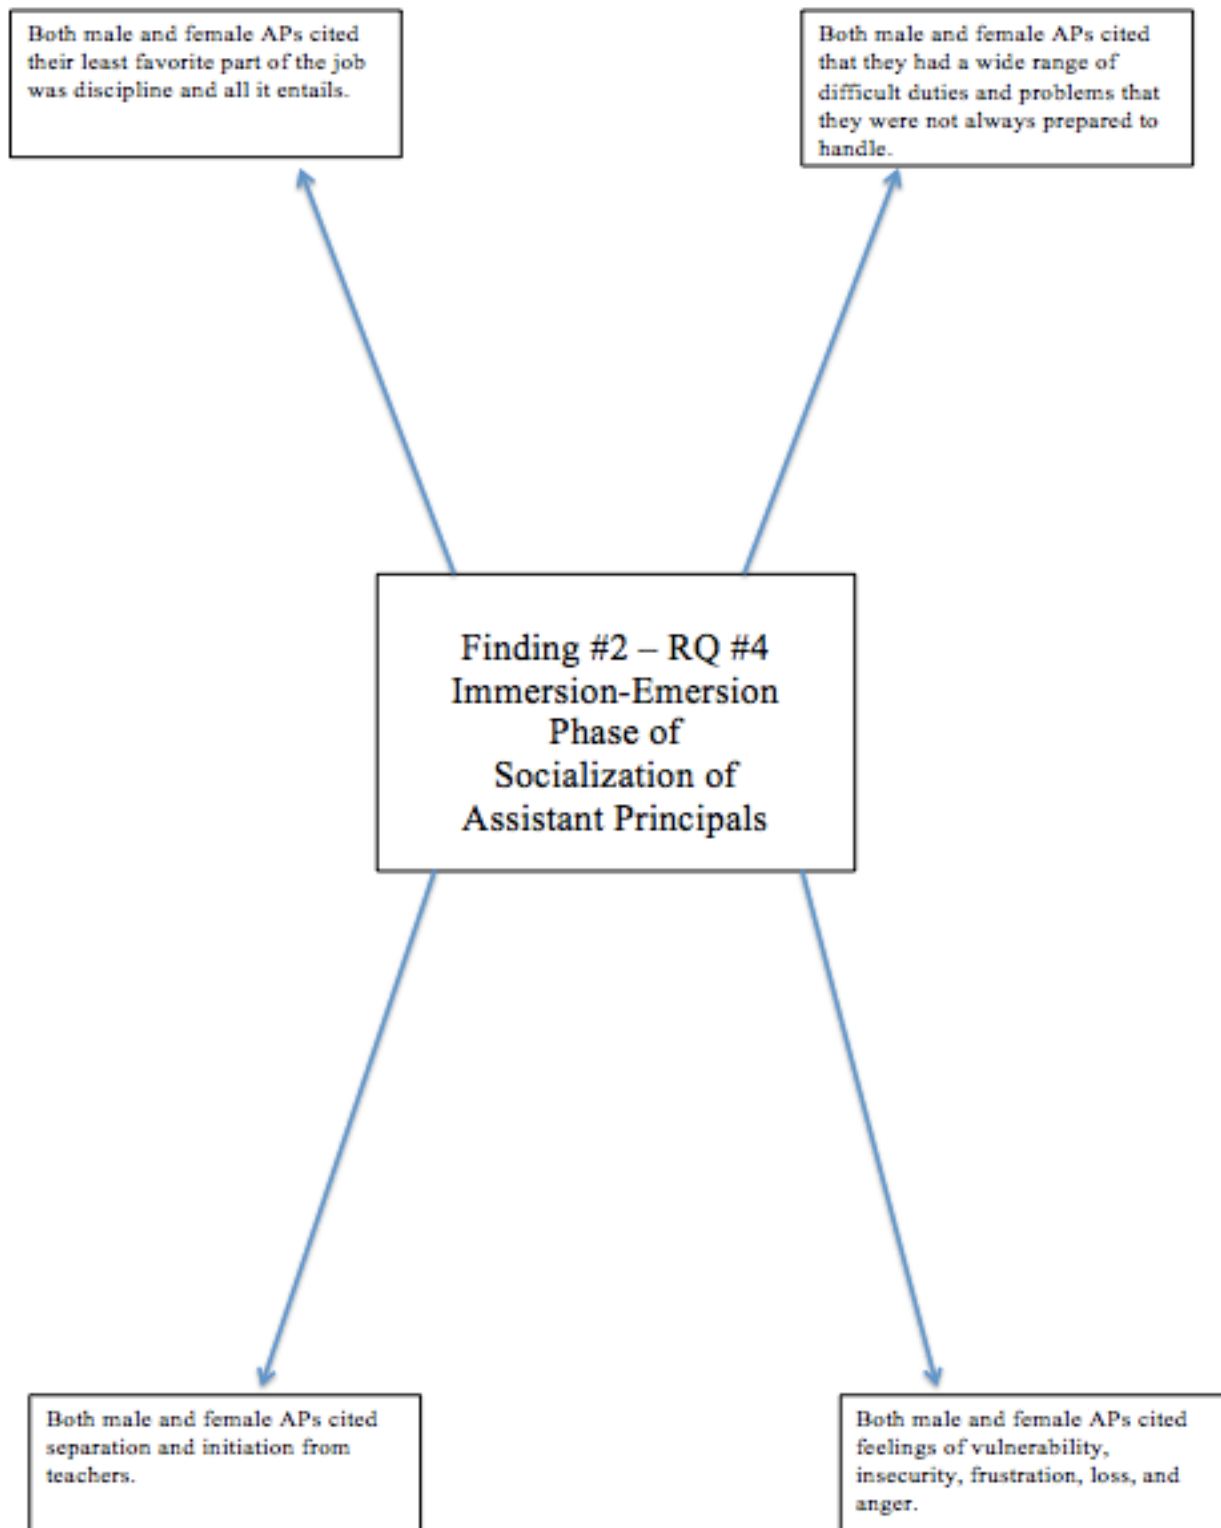 Both male and female APs cited
their least favorite part of the job
was discipline and all it entails.
Both male and female APs cited
that they had a wide range of
difficult duties and problems that
they were not always prepared to
handle.
Finding #2 – RQ #4
Immersion-Emersion
Phase of
Socialization of
Assistant Principals
Both male and female APs cited
separation and initiation from
teachers.
Both male and female APs cited
feelings of vulnerability,
insecurity, frustration, loss, and
anger.